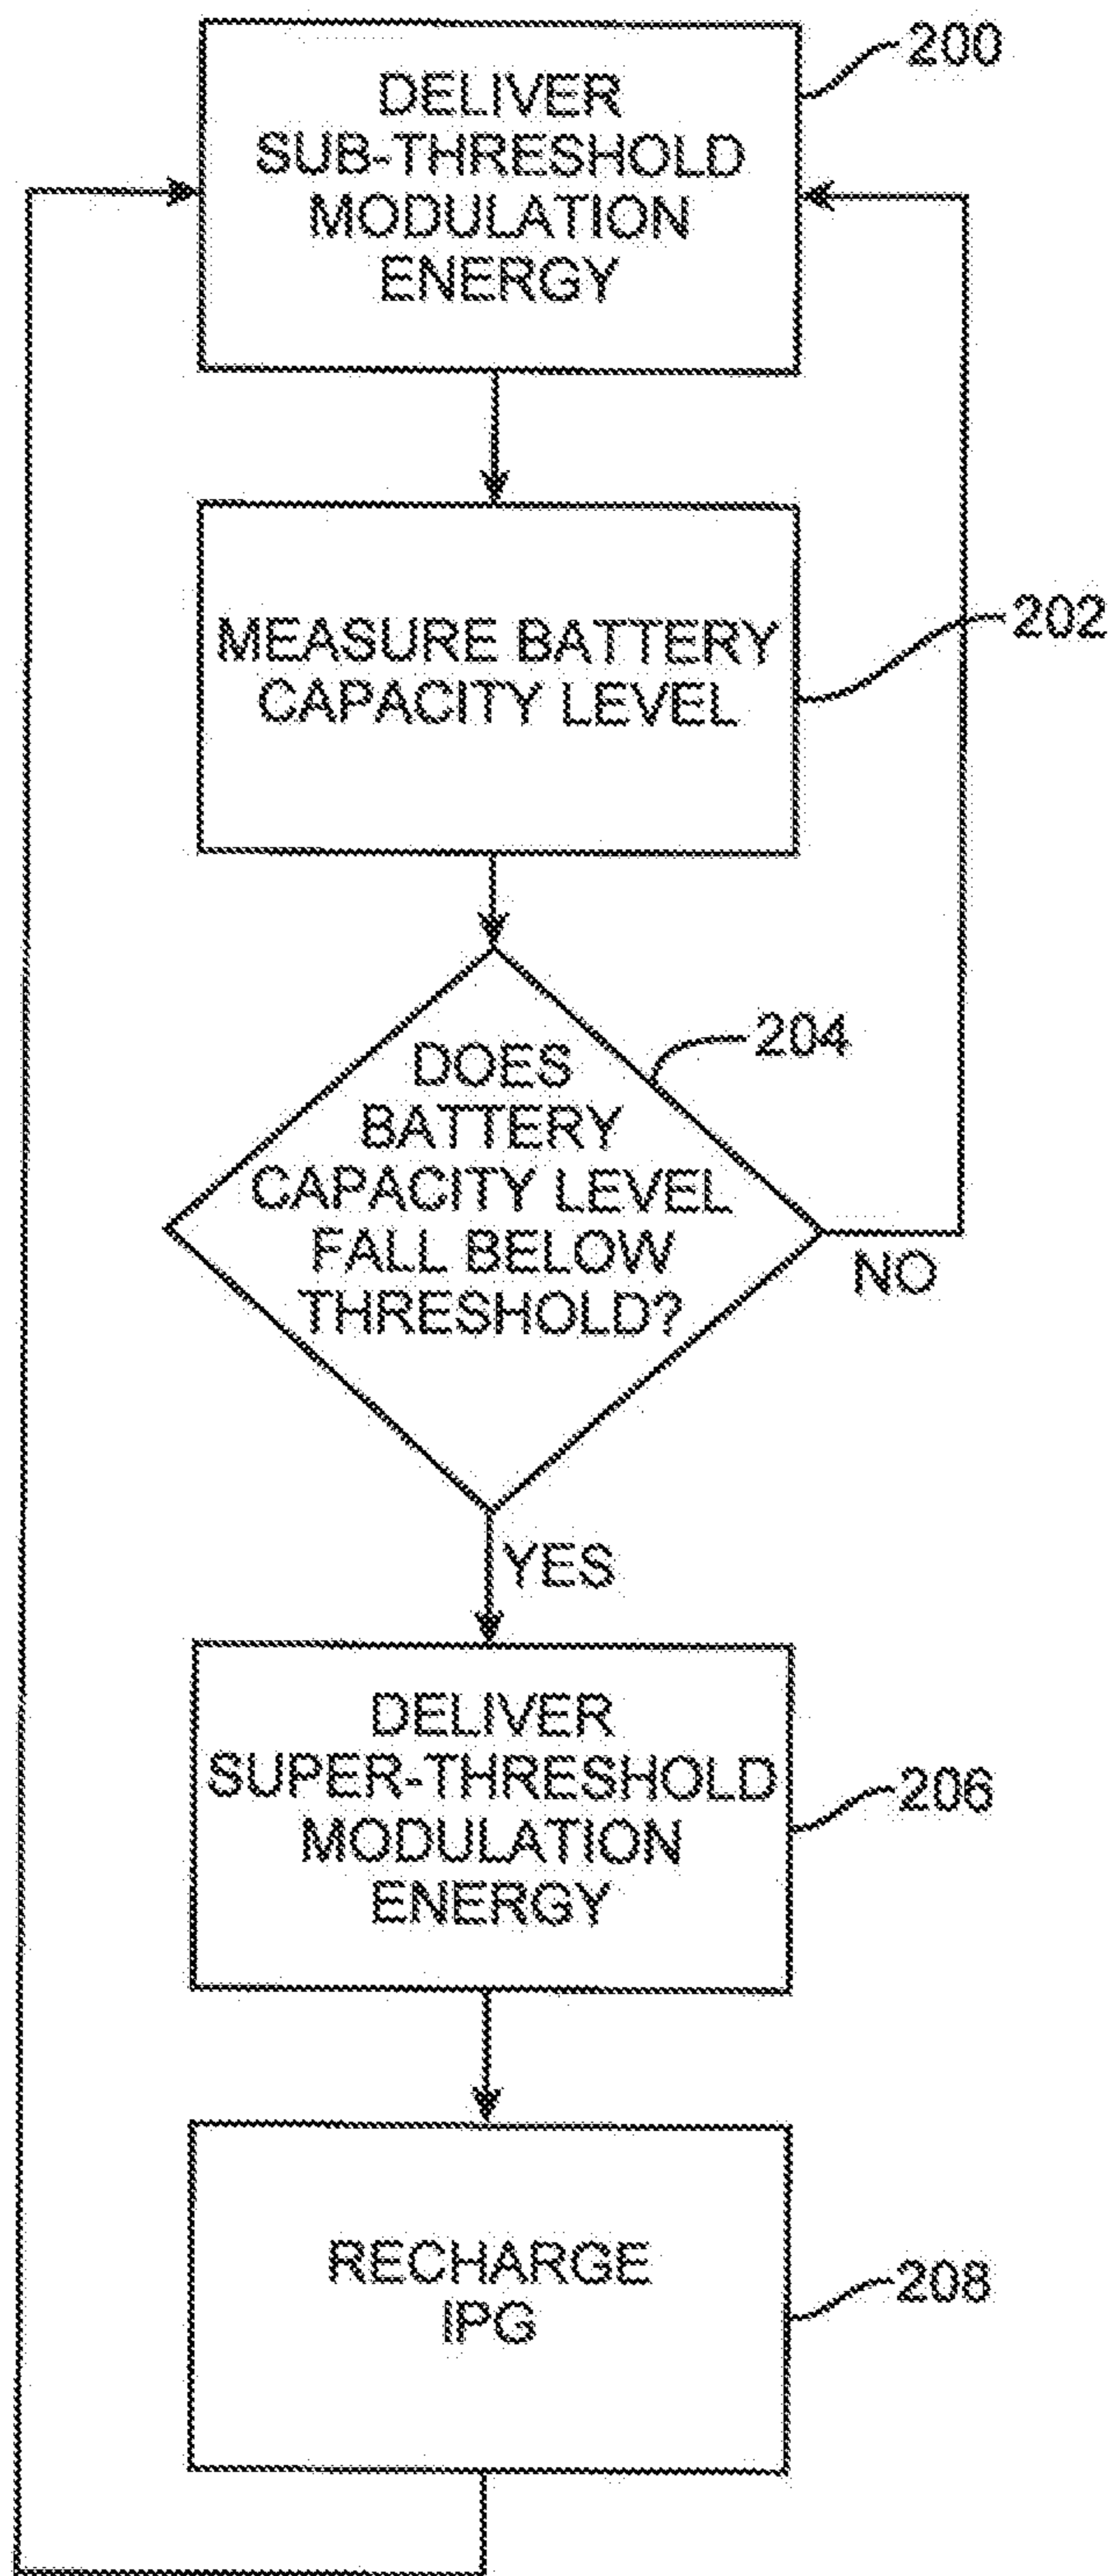 200
DELIVER
SUB-THRESHOLD
MODULATION
ENERGY
MEASURE BATTERY
CAPACITY LEVEL
202
204
DOES
BATTERY
CAPACITY LEVEL
FALL BELOW
THRESHOLD?
NO
YES
DELIVER
SUPER-THRESHOLD
MODULATION
ENERGY
206
RECHARGE
IPG
208